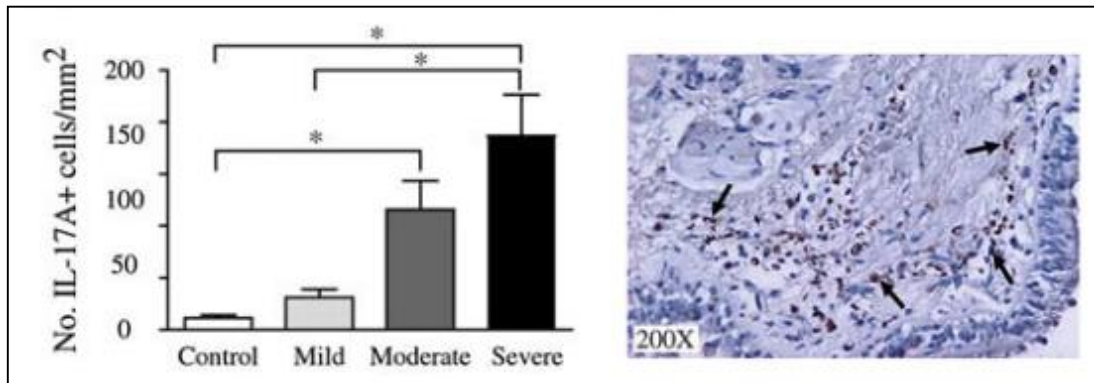 No. IL-17A+ cells/mm²
200
150
100
50
0
*
*
*
Control Mild Moderate Severe
200X